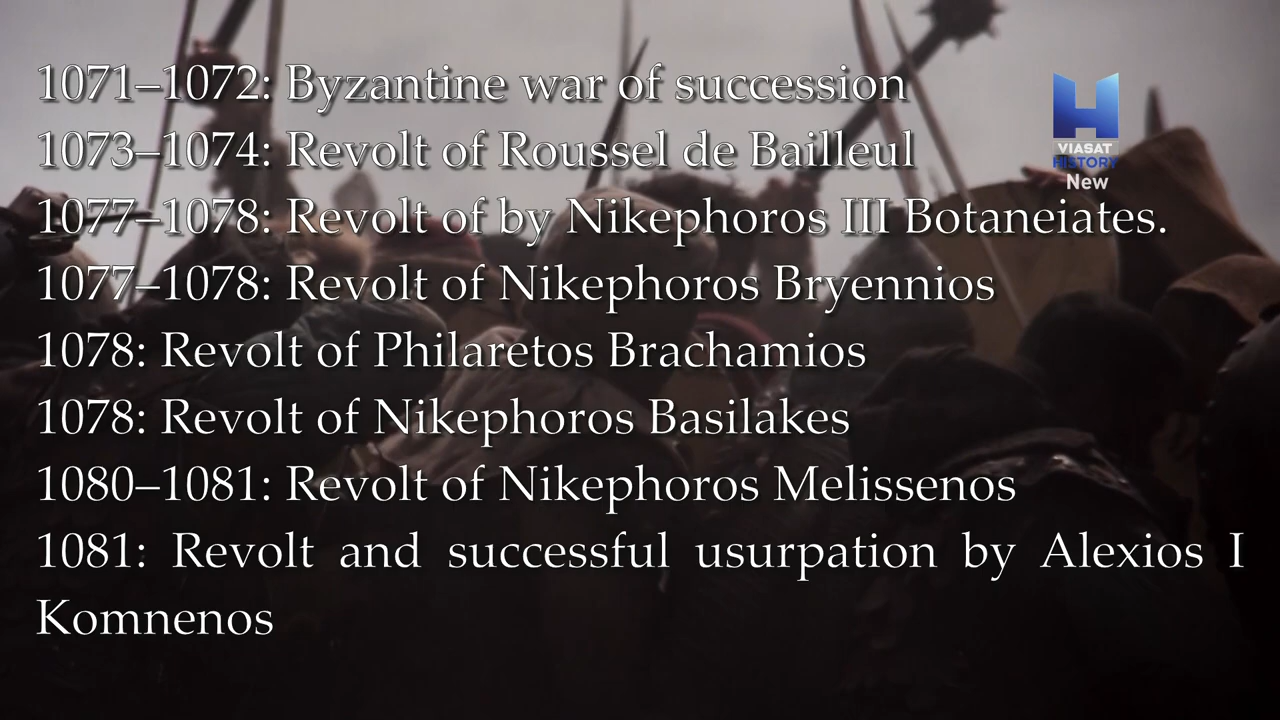 1071–1072: Byzantine war of succession
1073–1074: Revolt of Roussel de Bailleul
1077–1078: Revolt of by Nikephoros III Botaneiates.
1077–1078: Revolt of Nikephoros Bryennios
1078: Revolt of Philaretos Brachamios
1078: Revolt of Nikephoros Basilakes
1080–1081: Revolt of Nikephoros Melissenos
1081: Revolt and successful usurpation by Alexios I
Komnenos
H
VIASAT
HISTORY
New